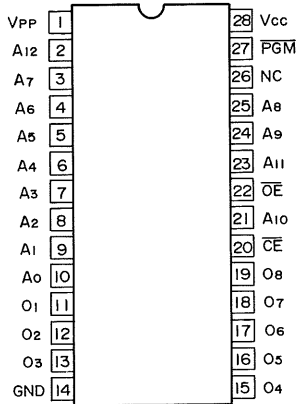 VPP 1 28 Vcc
A12 2 27 PGM
A7 3 26 NC
A6 4 25 A8
A5 5 24 A9
A4 6 23 A11
A3 7 22 OE
A2 8 21 A10
A1 9 20 CE
A0 10 19 O8
O1 11 18 O7
O2 12 17 O6
O3 13 16 O5
GND 14 15 O4